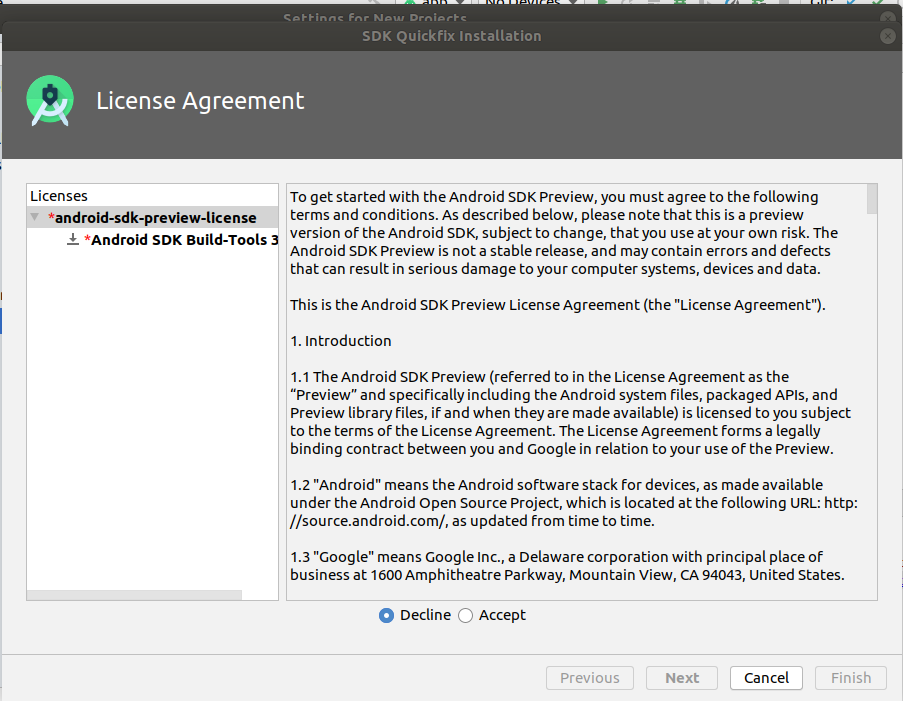 app No Devices Git:
Settings for New Projects
SDK Quickfix Installation
License Agreement
Licenses
*android-sdk-preview-license
*Android SDK Build-Tools 3
To get started with the Android SDK Preview, you must agree to the following
terms and conditions. As described below, please note that this is a preview
version of the Android SDK, subject to change, that you use at your own risk. The
Android SDK Preview is not a stable release, and may contain errors and defects
that can result in serious damage to your computer systems, devices and data.
This is the Android SDK Preview License Agreement (the "License Agreement").
1. Introduction
1.1 The Android SDK Preview (referred to in the License Agreement as the
“Preview” and specifically including the Android system files, packaged APIs, and
Preview library files, if and when they are made available) is licensed to you subject
to the terms of the License Agreement. The License Agreement forms a legally
binding contract between you and Google in relation to your use of the Preview.
1.2 "Android" means the Android software stack for devices, as made available
under the Android Open Source Project, which is located at the following URL: http:
//source.android.com/, as updated from time to time.
1.3 "Google" means Google Inc., a Delaware corporation with principal place of
business at 1600 Amphitheatre Parkway, Mountain View, CA 94043, United States.
Decline Accept
Previous Next Cancel Finish